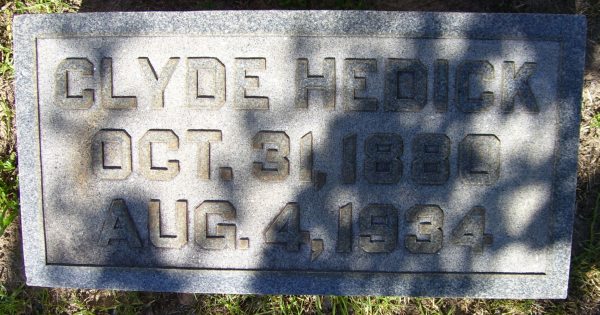 CLYDE HEDICK
OCT. 31, 1880
AUG. 4, 1934